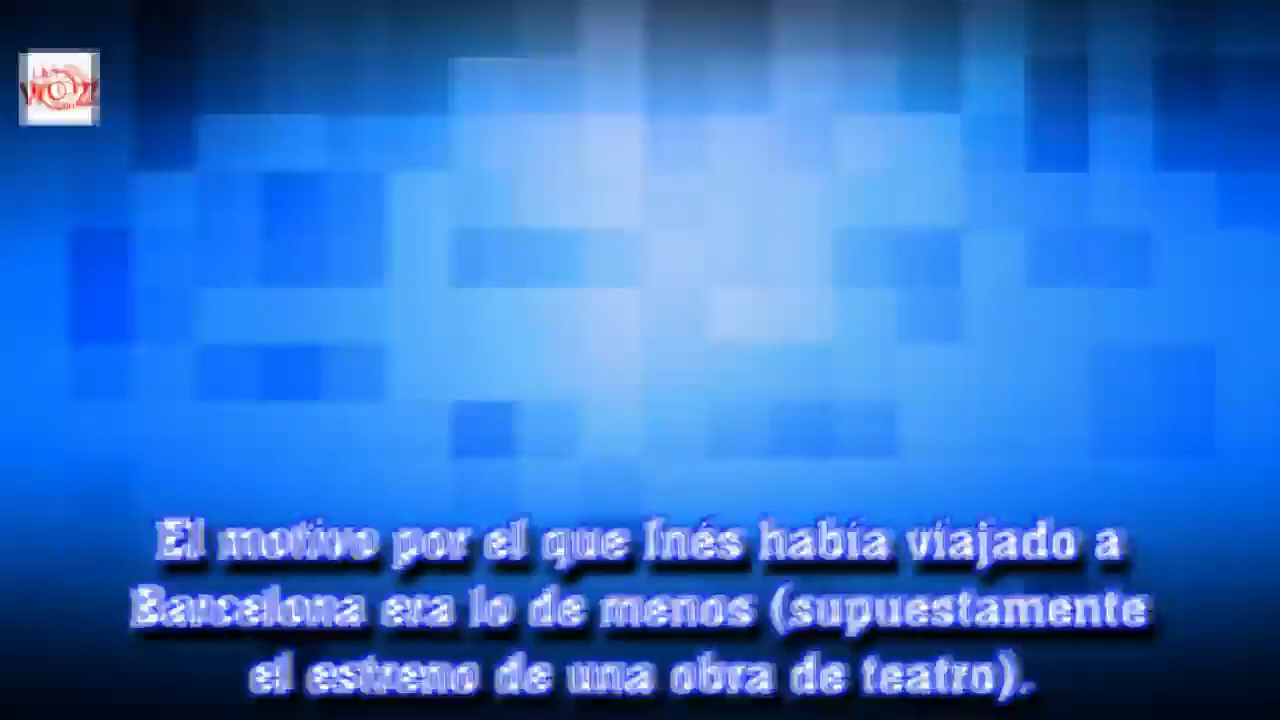 El motivo por el que Inés había viajado a
Barcelona era lo de menos (supuestamente
el estreno de una obra de teatro).